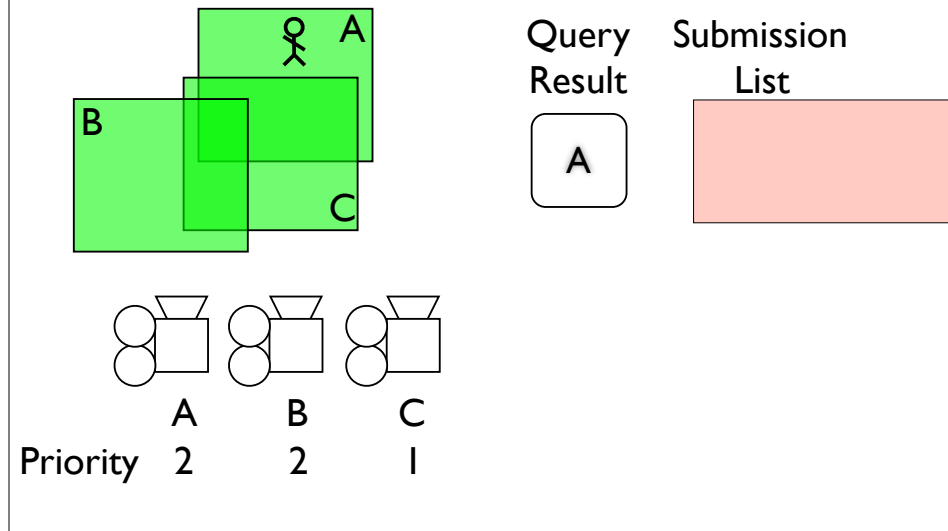 A
B
C
Query Submission
Result List
A
A B C
Priority 2 2 1